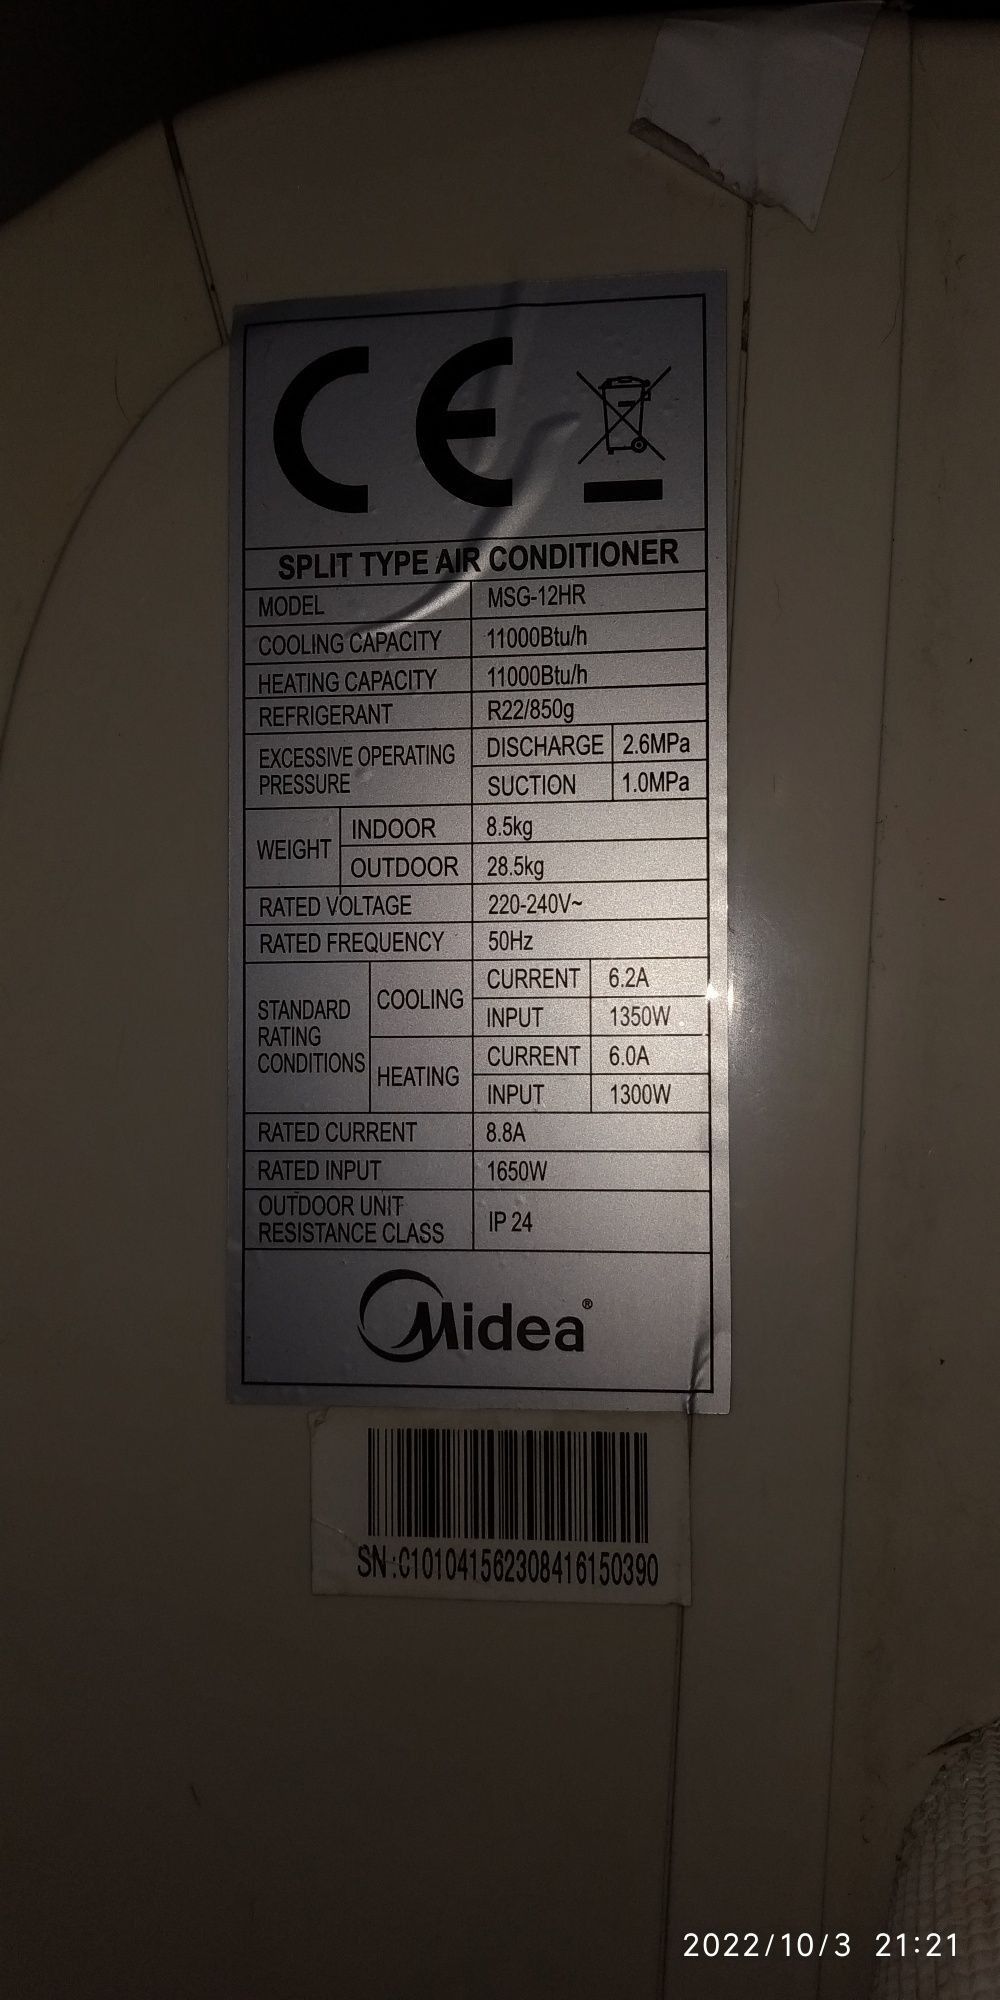 CE
SPLIT TYPE AIR CONDITIONER
MODEL MSG-12HR
COOLING CAPACITY 11000Btu/h
HEATING CAPACITY 11000Btu/h
REFRIGERANT R22/850g
EXCESSIVE OPERATING PRESSURE DISCHARGE 2.6MPa
SUCTION 1.0MPa
WEIGHT INDOOR 8.5kg
OUTDOOR 28.5kg
RATED VOLTAGE 220-240V~
RATED FREQUENCY 50Hz
STANDARD RATING CONDITIONS COOLING CURRENT 6.2A
INPUT 1350W
HEATING CURRENT 6.0A
INPUT 1300W
RATED CURRENT 8.8A
RATED INPUT 1650W
OUTDOOR UNIT RESISTANCE CLASS IP 24
Midea®
SN:C101041562308416150390
2022/10/3 21:21